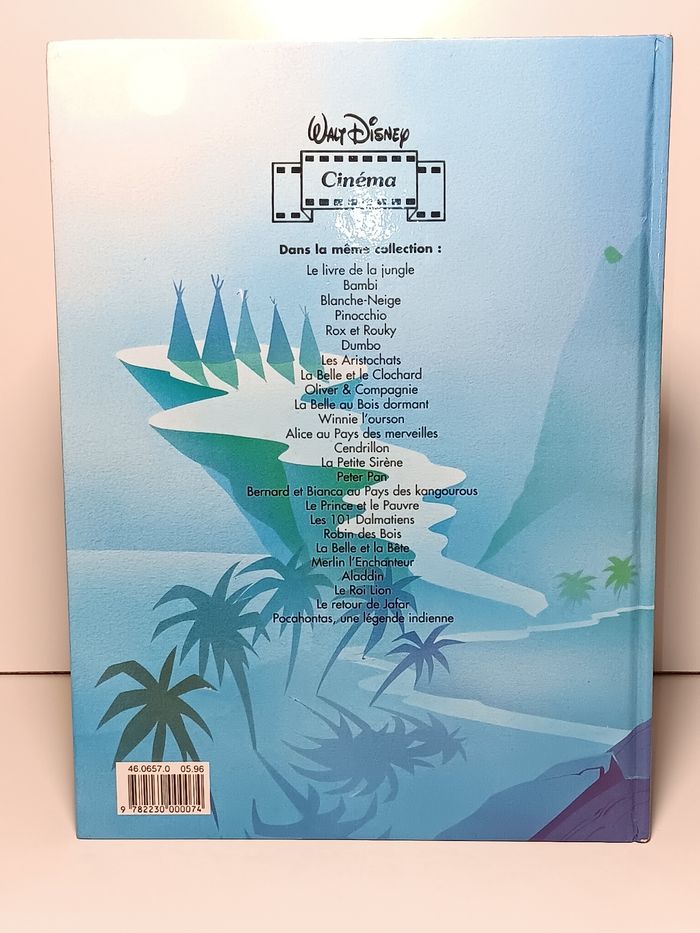 WALT DISNEY
Cinéma
Dans la même collection :
Le livre de la jungle
Bambi
Blanche-Neige
Pinocchio
Rox et Rouky
Dumbo
Les Aristochats
La Belle et le Clochard
Oliver & Compagnie
La Belle au Bois dormant
Winnie l'ourson
Alice au Pays des merveilles
Cendrillon
La Petite Sirène
Peter Pan
Bernard et Bianca au Pays des kangourous
Le Prince et le Pauvre
Les 101 Dalmatiens
Robin des Bois
La Belle et la Bête
Merlin l'Enchanteur
Aladdin
Le Roi Lion
Le retour de Jafar
Pocahontas, une légende indienne
46.0657.0 05.96
9 782230 000074